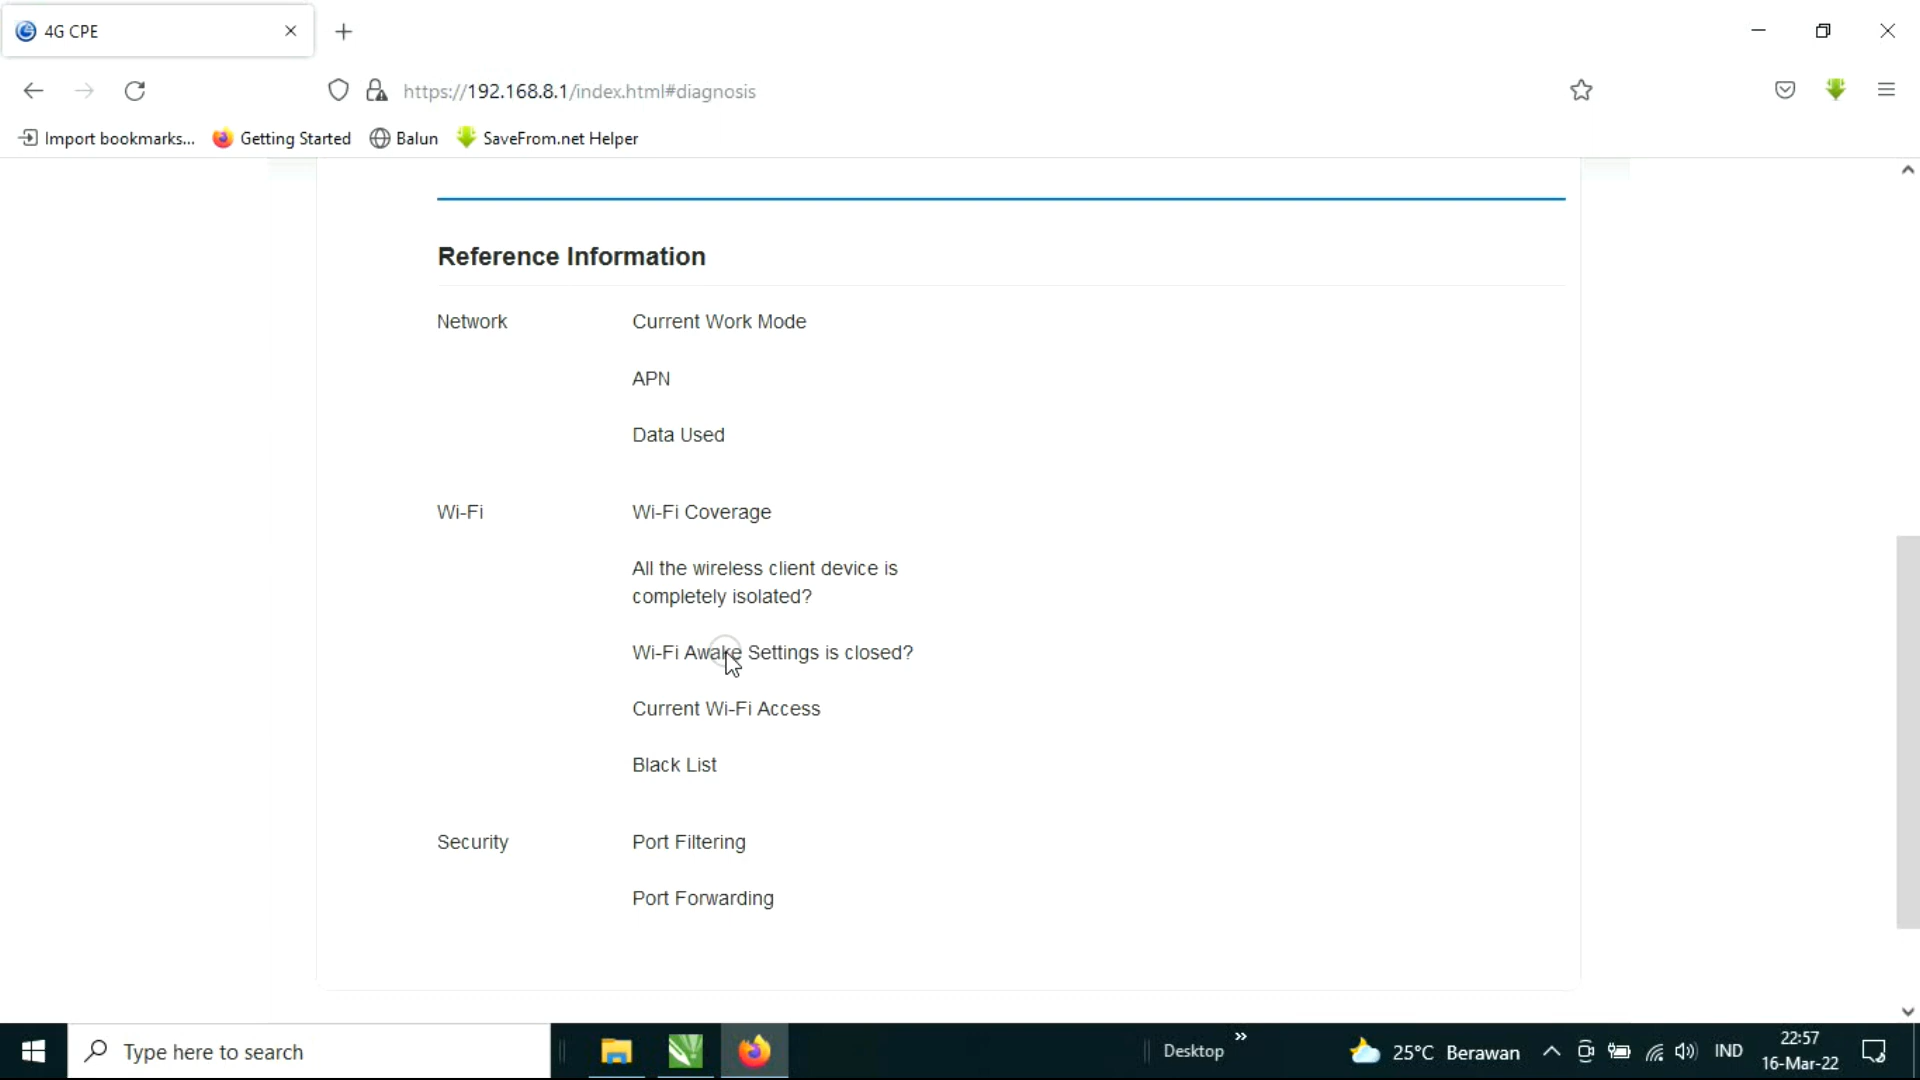 4G CPE
https://192.168.8.1/index.html#diagnosis
Import bookmarks... Getting Started Balun SaveFrom.net Helper
Reference Information
Network Current Work Mode
APN
Data Used
Wi-Fi Wi-Fi Coverage
All the wireless client device is
completely isolated?
Wi-Fi Awake Settings is closed?
Current Wi-Fi Access
Black List
Security Port Filtering
Port Forwarding
Type here to search Desktop » 25°C Berawan IND 22:57
16-Mar-22